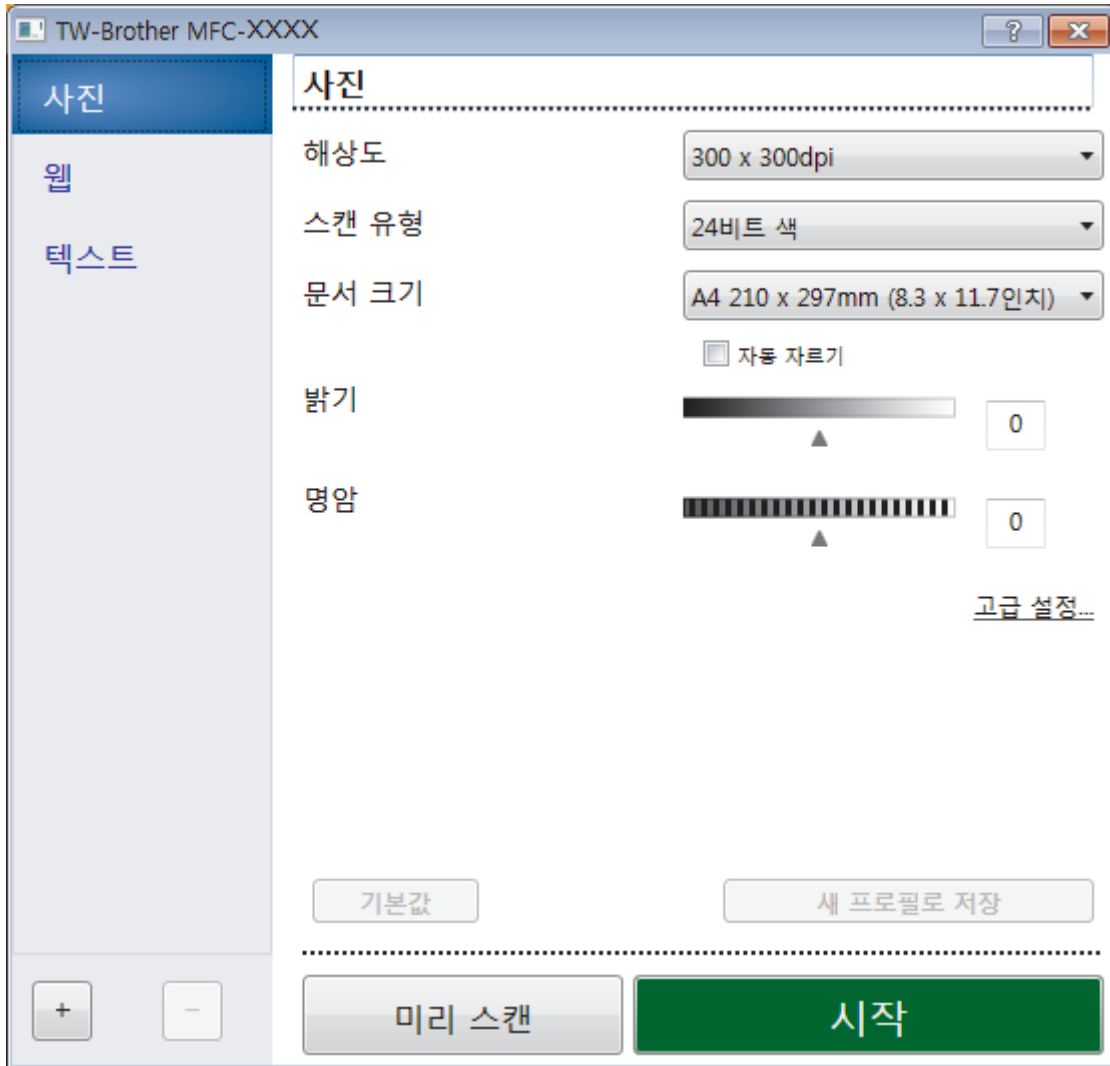 TW-Brother MFC-XXXX
?
사진
웹
텍스트
사진
해상도
300 x 300dpi
스캔 유형
24비트 색
문서 크기
A4 210 x 297mm (8.3 x 11.7인치)
자동 자르기
밝기
0
명암
0
고급 설정...
기본값
새 프로필로 저장
+
-
미리 스캔
시작